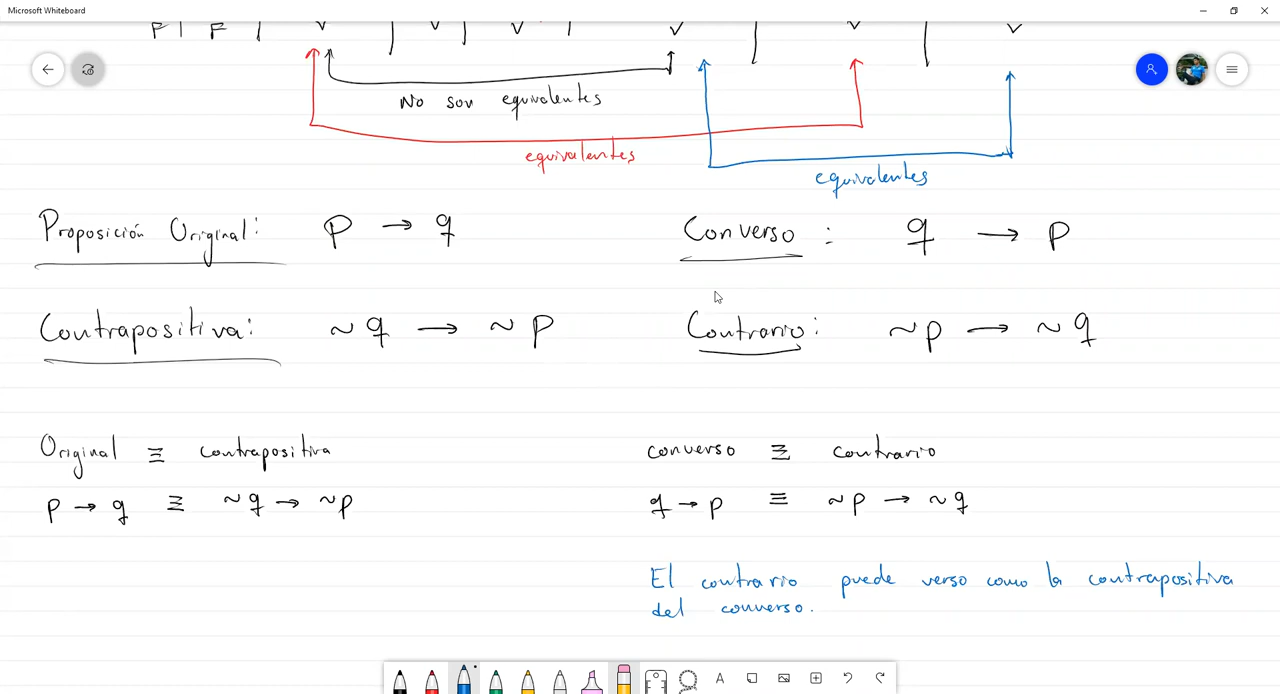 Microsoft Whiteboard
F | F | V | V | V | V | V | V
No son equivalentes
equivalentes
equivalentes
Proposición Original: p → q
Converso : q → p
Contrapositiva: ~q → ~p
Contrario: ~p → ~q
Original ≡ contrapositiva
converso ≡ contrario
p → q ≡ ~q → ~p
q → p ≡ ~p → ~q
El contrario puede verso como la contrapositiva
del converso.
A